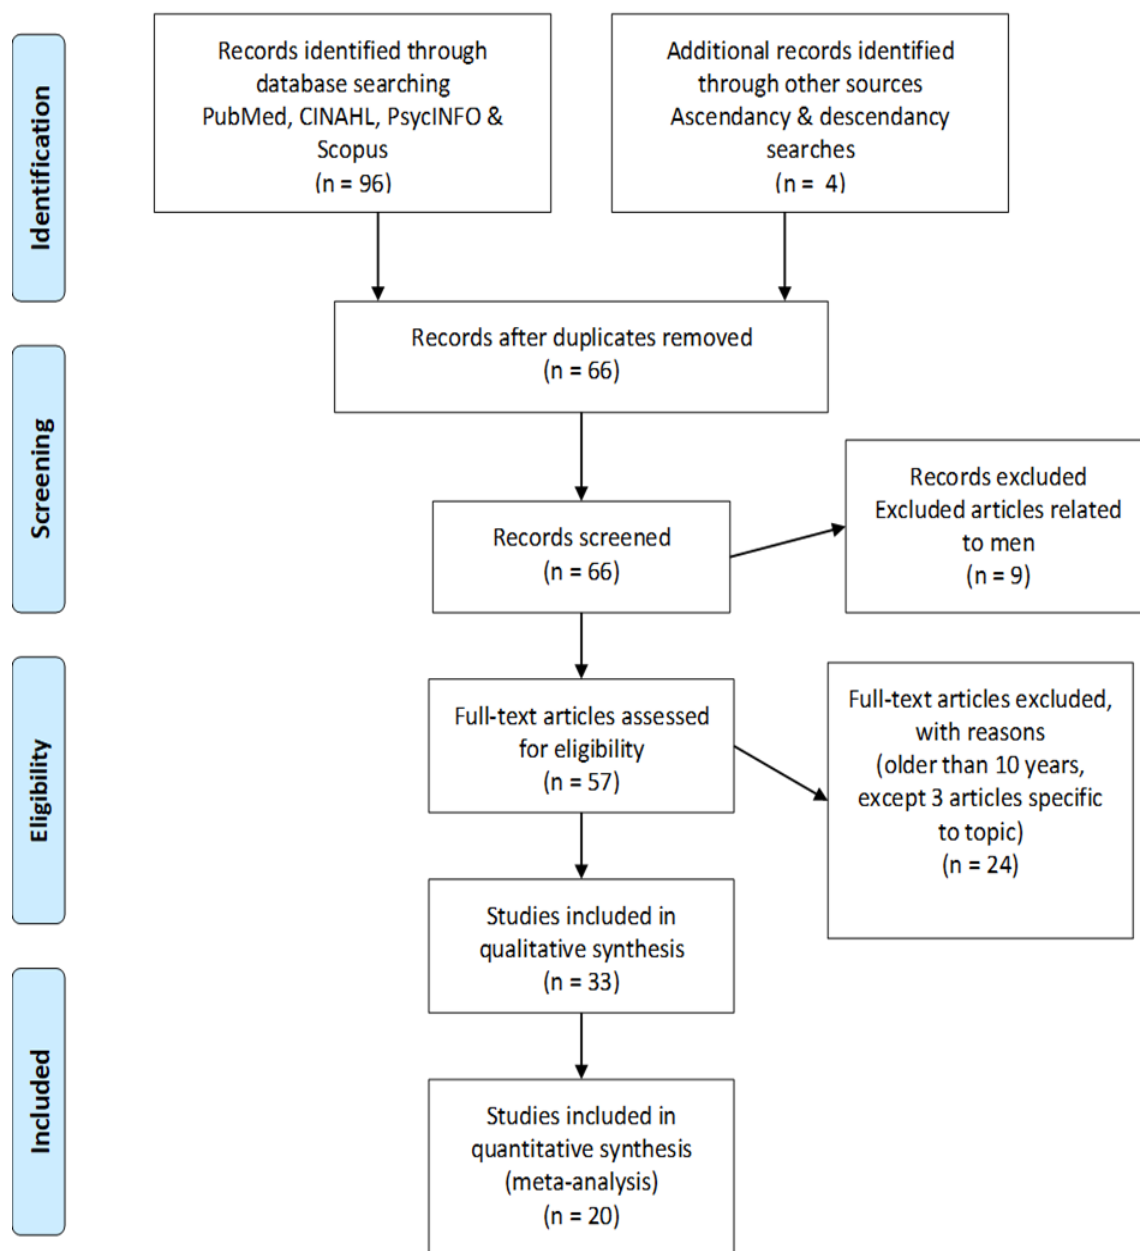 Identification
Records identified through
database searching
PubMed, CINAHL, PsycINFO &
Scopus
(n = 96)
Additional records identified
through other sources
Ascendancy & descendancy
searches
(n = 4)
Records after duplicates removed
(n = 66)
Screening
Records screened
(n = 66)
Records excluded
Excluded articles related
to men
(n = 9)
Eligibility
Full-text articles assessed
for eligibility
(n = 57)
Full-text articles excluded,
with reasons
(older than 10 years,
except 3 articles specific
to topic)
(n = 24)
Studies included in
qualitative synthesis
(n = 33)
Included
Studies included in
quantitative synthesis
(meta-analysis)
(n = 20)